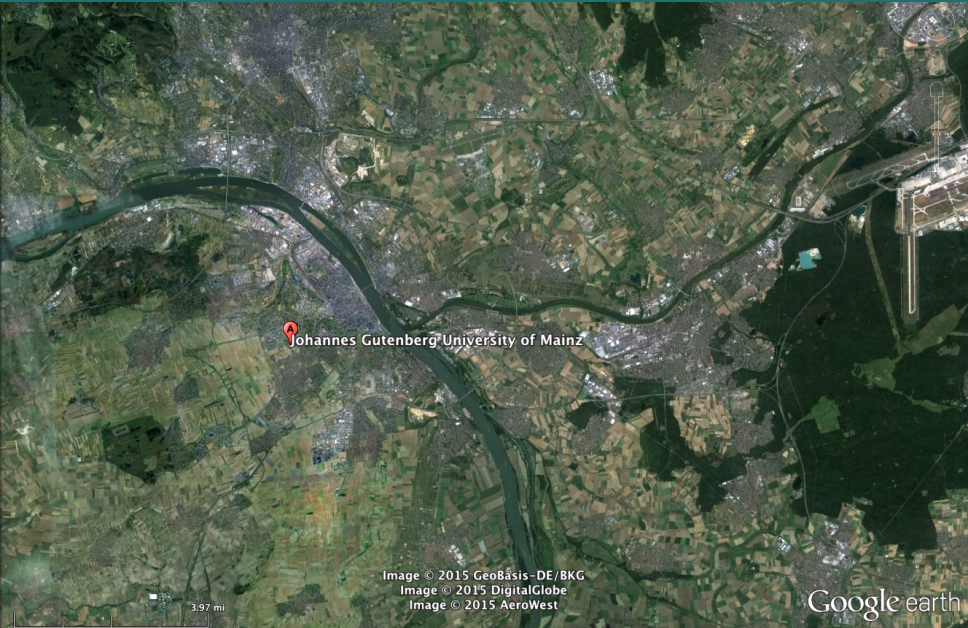 A
Johannes Gutenberg University of Mainz
Image © 2015 GeoBasis-DE/BKG
Image © 2015 DigitalGlobe
Image © 2015 AeroWest
3.97 mi
Google earth